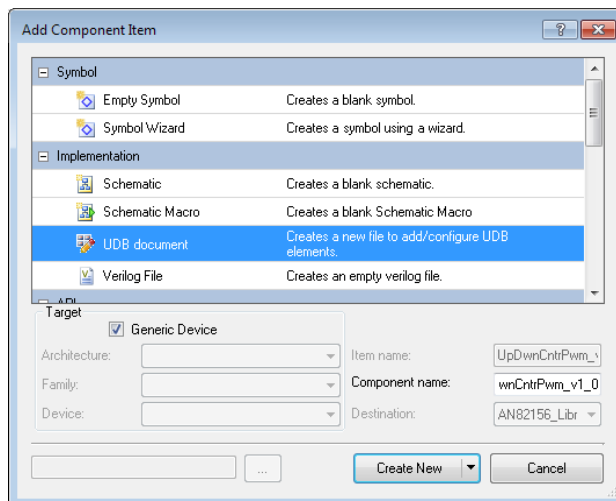 Add Component Item
Symbol
Empty Symbol Creates a blank symbol.
Symbol Wizard Creates a symbol using a wizard.
Implementation
Schematic Creates a blank schematic.
Schematic Macro Creates a blank Schematic Macro
UDB document Creates a new file to add/configure UDB
elements.
Verilog File Creates an empty verilog file.
API
Target
Generic Device
Architecture:
Family:
Device:
Item name: UpDwnCntrPwm_v
Component name: wnCntrPwm_v1_0
Destination: AN82156_Libr
... Create New Cancel